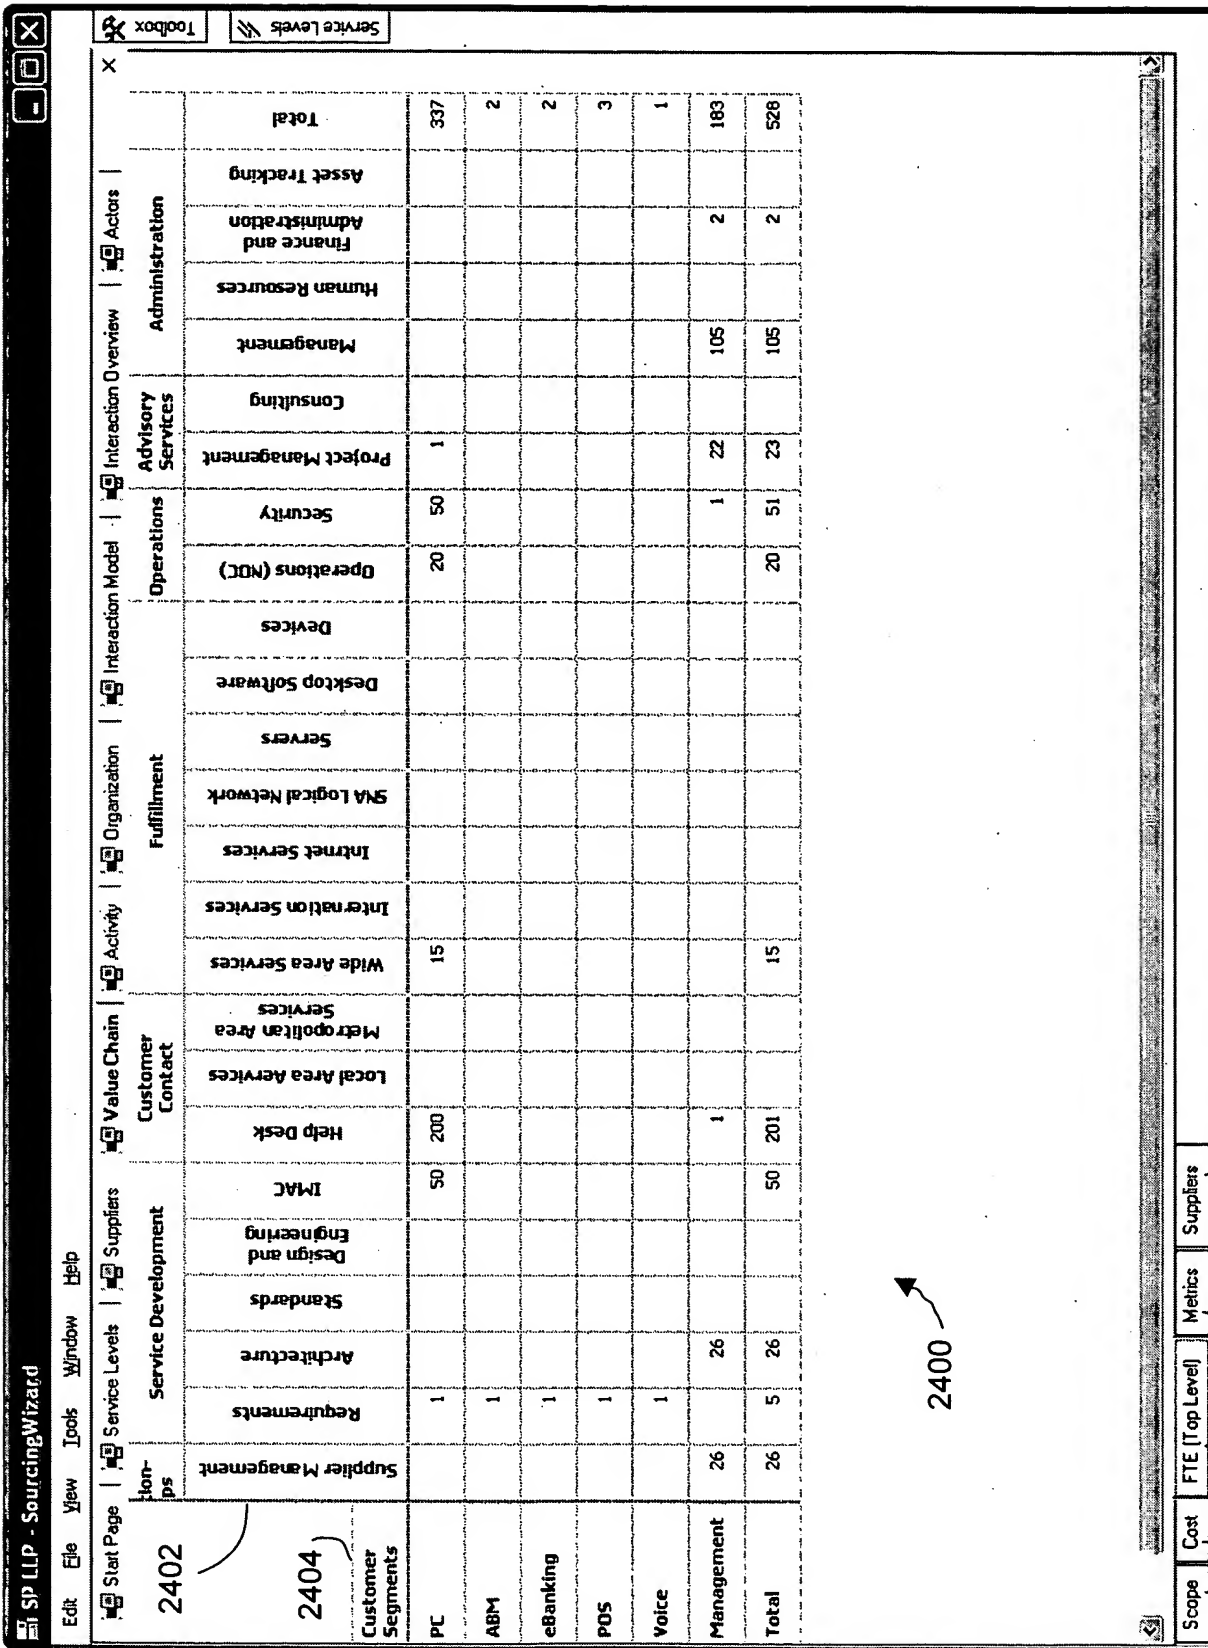 SP LLP - SourcingWizard
Edit File View Tools Window Help
Start Page | Service Levels | Suppliers | Value Chain | Activity | Organization | Interaction Model | Interaction Overview | Actors | X
Toolbox
Service Levels
2402
tion-
ps
Service Development
Customer
Contact
Fulfillment
Operations
Advisory
Services
Administration
2404
Customer
Segments
Supplier Management
Requirements
Architecture
Standards
Design and
Engineering
IMAC
Help Desk
Local Area Aervices
Metropolitan Area
Services
Wide Area Services
Internation Services
Intrnet Services
SNA Logical Network
Servers
Desktop Software
Devices
Operations (NOC)
Security
Project Management
Consulting
Management
Human Resources
Finance and
Administration
Asset Tracking
Total
PC 1 50 200 15 20 50 1 337
ABM 1 2
eBanking 1 2
POS 1 3
Voice 1 1
Management 26 26 1 1 22 105 2 183
Total 26 5 26 50 201 15 20 51 23 105 2 528
2400
Scope Cost FTE (Top Level) Metrics Suppliers